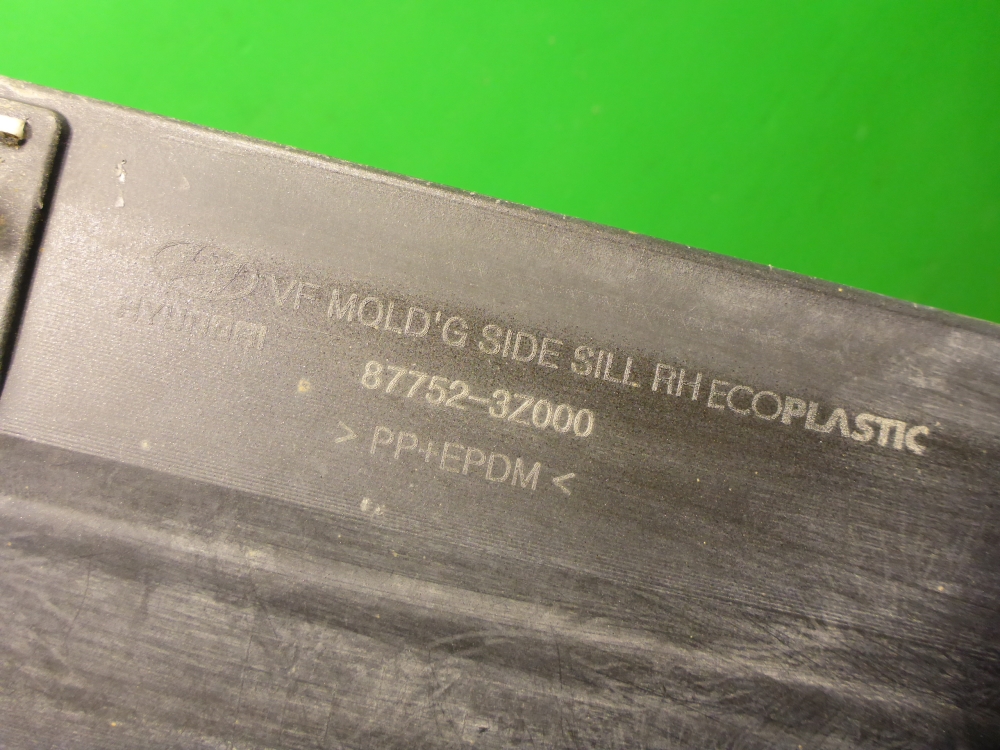 VF MOLD'G SIDE SILL RH ECOPLASTIC
HYUNDAI
87752-3Z000
> PP+EPDM <